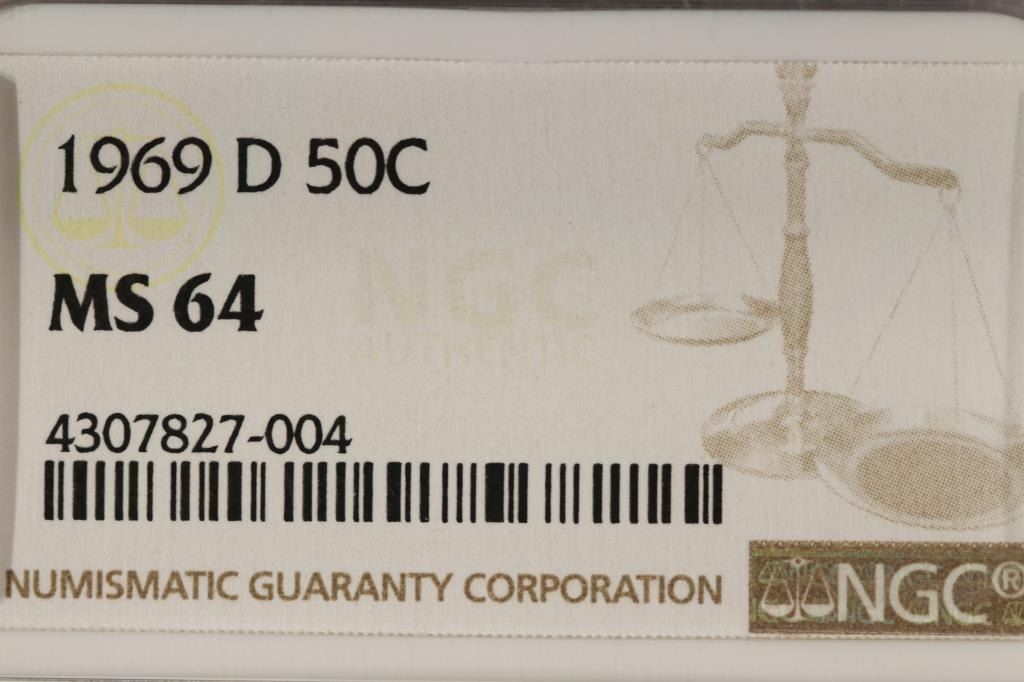 1969 D 50C
MS 64
NGC
AUTHENTIC
4307827-004
NUMISMATIC GUARANTY CORPORATION
NGC®